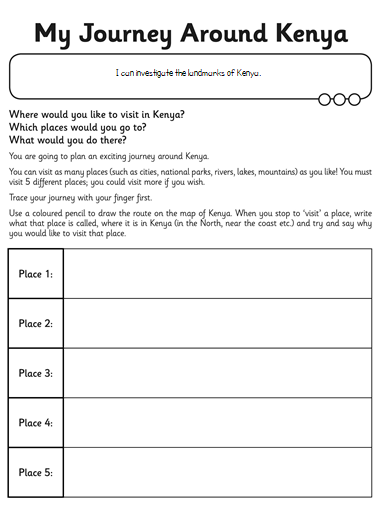 My Journey Around Kenya
I can investigate the landmarks of Kenya.
Where would you like to visit in Kenya?
Which places would you go to?
What would you do there?
You are going to plan an exciting journey around Kenya.
You can visit as many places (such as cities, national parks, rivers, lakes, mountains) as you like! You must
visit 5 different places; you could visit more if you wish.
Trace your journey with your finger first.
Use a coloured pencil to draw the route on the map of Kenya. When you stop to ‘visit’ a place, write
what that place is called, where it is in Kenya (in the North, near the coast etc.) and try and say why
you would like to visit that place.
Place 1:
Place 2:
Place 3:
Place 4:
Place 5: